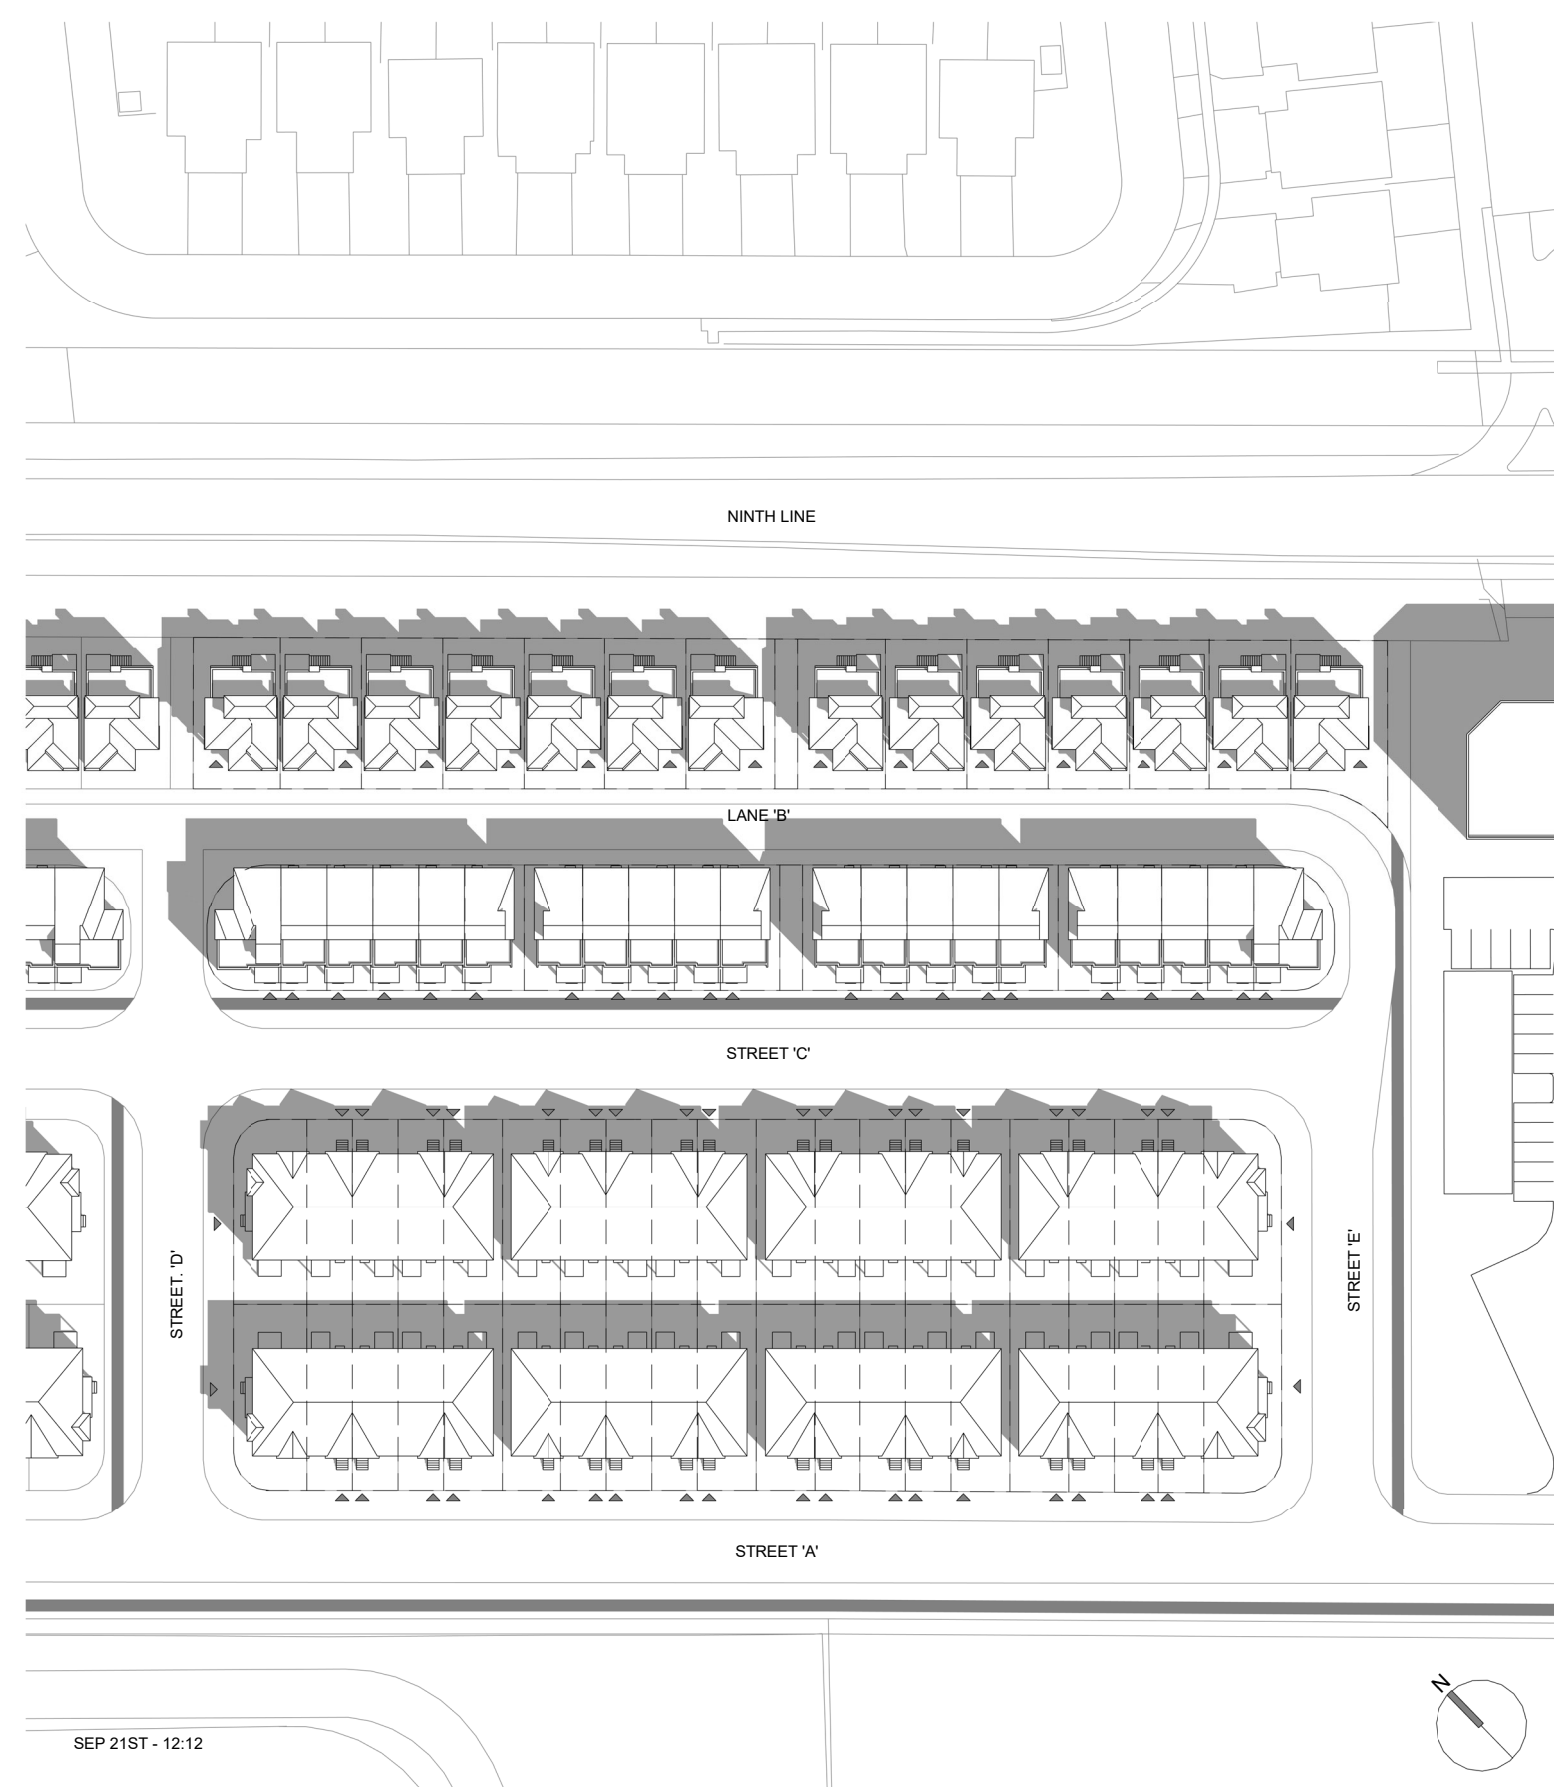 NINTH LINE
LANE 'B'
STREET 'C'
STREET. 'D'
STREET 'E'
STREET 'A'
N
SEP 21ST - 12:12